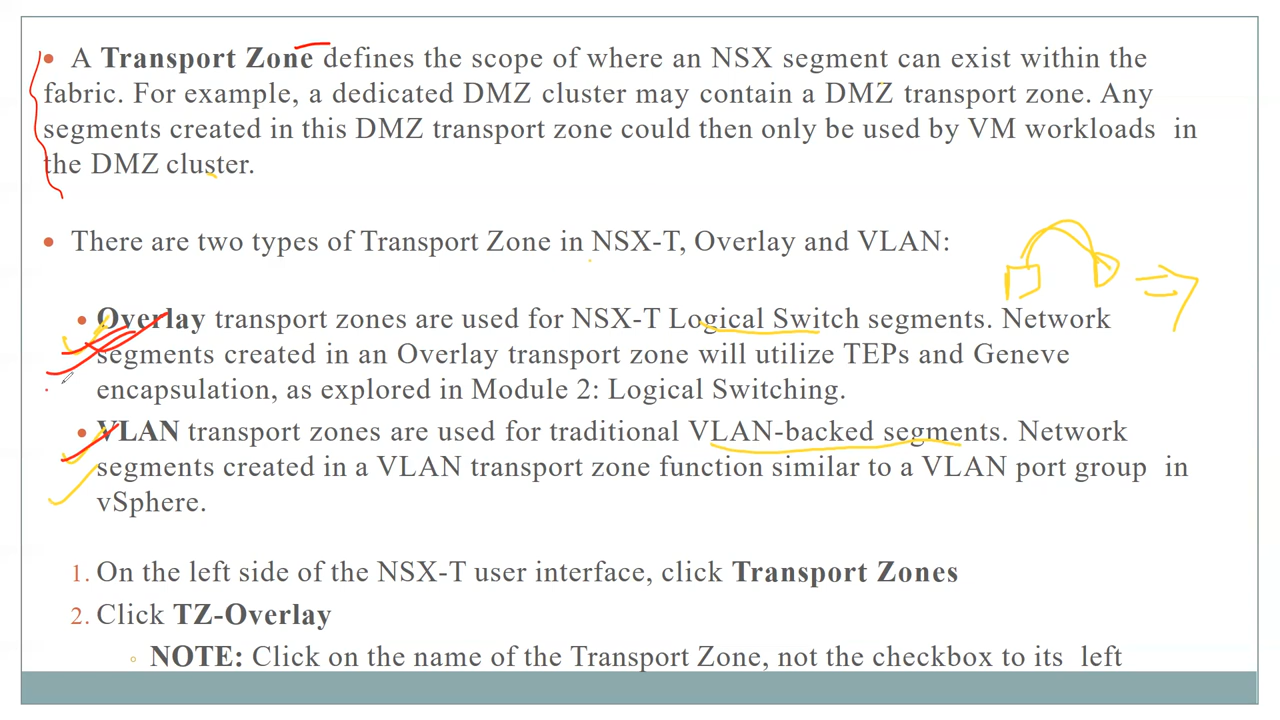 • A Transport Zone defines the scope of where an NSX segment can exist within the
fabric. For example, a dedicated DMZ cluster may contain a DMZ transport zone. Any
segments created in this DMZ transport zone could then only be used by VM workloads in
the DMZ cluster.
• There are two types of Transport Zone in NSX-T, Overlay and VLAN:
• Overlay transport zones are used for NSX-T Logical Switch segments. Network
segments created in an Overlay transport zone will utilize TEPs and Geneve
encapsulation, as explored in Module 2: Logical Switching.
• VLAN transport zones are used for traditional VLAN-backed segments. Network
segments created in a VLAN transport zone function similar to a VLAN port group in
vSphere.
1. On the left side of the NSX-T user interface, click Transport Zones
2. Click TZ-Overlay
◦ NOTE: Click on the name of the Transport Zone, not the checkbox to its left